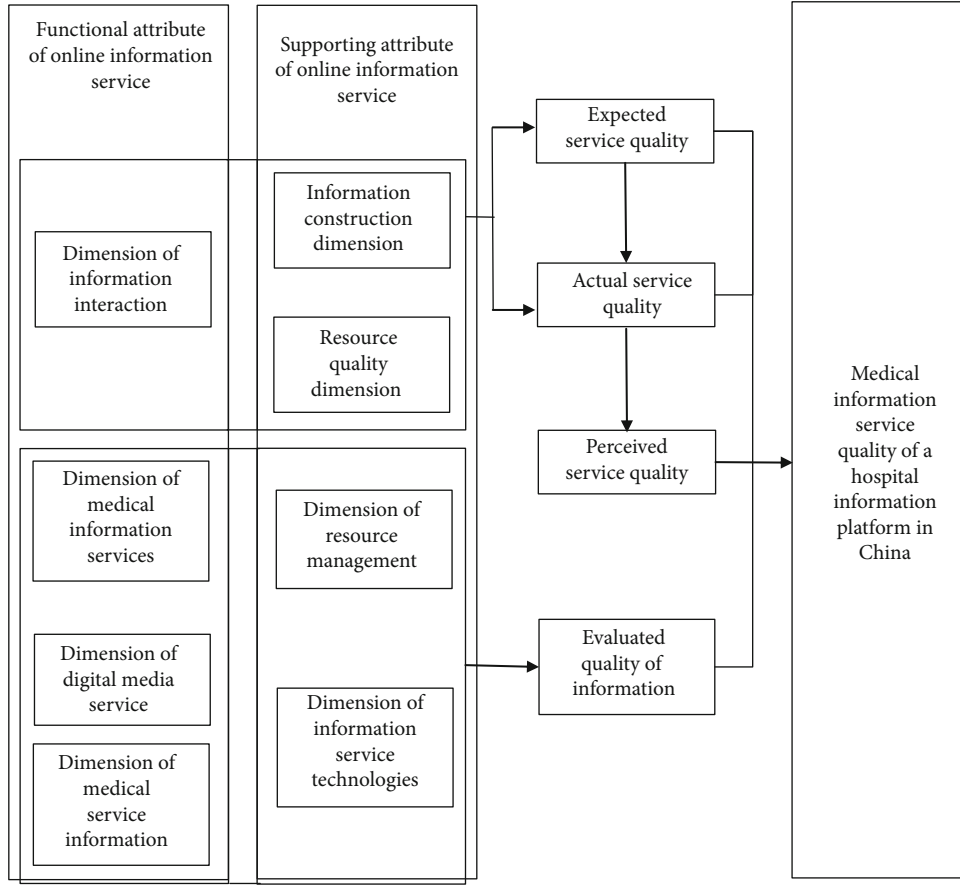 Functional attribute
of online information
service
Supporting attribute
of online information
service
Dimension of
information
interaction
Information
construction
dimension
Resource
quality
dimension
Dimension of
medical
information
services
Dimension of
digital media
service
Dimension of
medical
service
information
Dimension of
resource
management
Dimension of
information
service
technologies
Expected
service quality
Actual service
quality
Perceived
service quality
Evaluated
quality of
information
Medical
information
service
quality of a
hospital
information
platform in
China